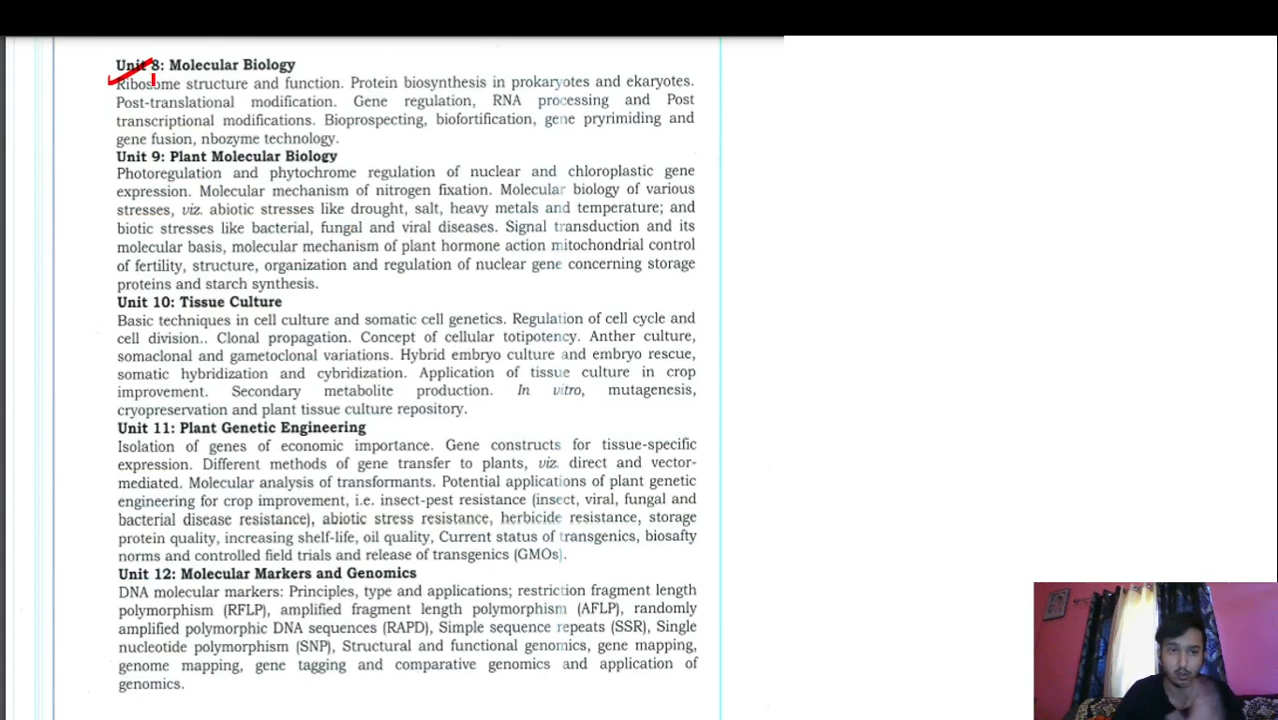 Unit 8: Molecular Biology
Ribosome structure and function. Protein biosynthesis in prokaryotes and ekaryotes.
Post-translational modification. Gene regulation, RNA processing and Post
transcriptional modifications. Bioprospecting, biofortification, gene pryrimiding and
gene fusion, nbozyme technology.
Unit 9: Plant Molecular Biology
Photoregulation and phytochrome regulation of nuclear and chloroplastic gene
expression. Molecular mechanism of nitrogen fixation. Molecular biology of various
stresses, viz. abiotic stresses like drought, salt, heavy metals and temperature; and
biotic stresses like bacterial, fungal and viral diseases. Signal transduction and its
molecular basis, molecular mechanism of plant hormone action mitochondrial control
of fertility, structure, organization and regulation of nuclear gene concerning storage
proteins and starch synthesis.
Unit 10: Tissue Culture
Basic techniques in cell culture and somatic cell genetics. Regulation of cell cycle and
cell division.. Clonal propagation. Concept of cellular totipotency. Anther culture,
somaclonal and gametoclonal variations. Hybrid embryo culture and embryo rescue,
somatic hybridization and cybridization. Application of tissue culture in crop
improvement. Secondary metabolite production. In vitro, mutagenesis,
cryopreservation and plant tissue culture repository.
Unit 11: Plant Genetic Engineering
Isolation of genes of economic importance. Gene constructs for tissue-specific
expression. Different methods of gene transfer to plants, viz. direct and vector-
mediated. Molecular analysis of transformants. Potential applications of plant genetic
engineering for crop improvement, i.e. insect-pest resistance (insect, viral, fungal and
bacterial disease resistance), abiotic stress resistance, herbicide resistance, storage
protein quality, increasing shelf-life, oil quality, Current status of transgenics, biosafty
norms and controlled field trials and release of transgenics (GMOs).
Unit 12: Molecular Markers and Genomics
DNA molecular markers: Principles, type and applications; restriction fragment length
polymorphism (RFLP), amplified fragment length polymorphism (AFLP), randomly
amplified polymorphic DNA sequences (RAPD), Simple sequence repeats (SSR), Single
nucleotide polymorphism (SNP), Structural and functional genomics, gene mapping,
genome mapping, gene tagging and comparative genomics and application of
genomics.